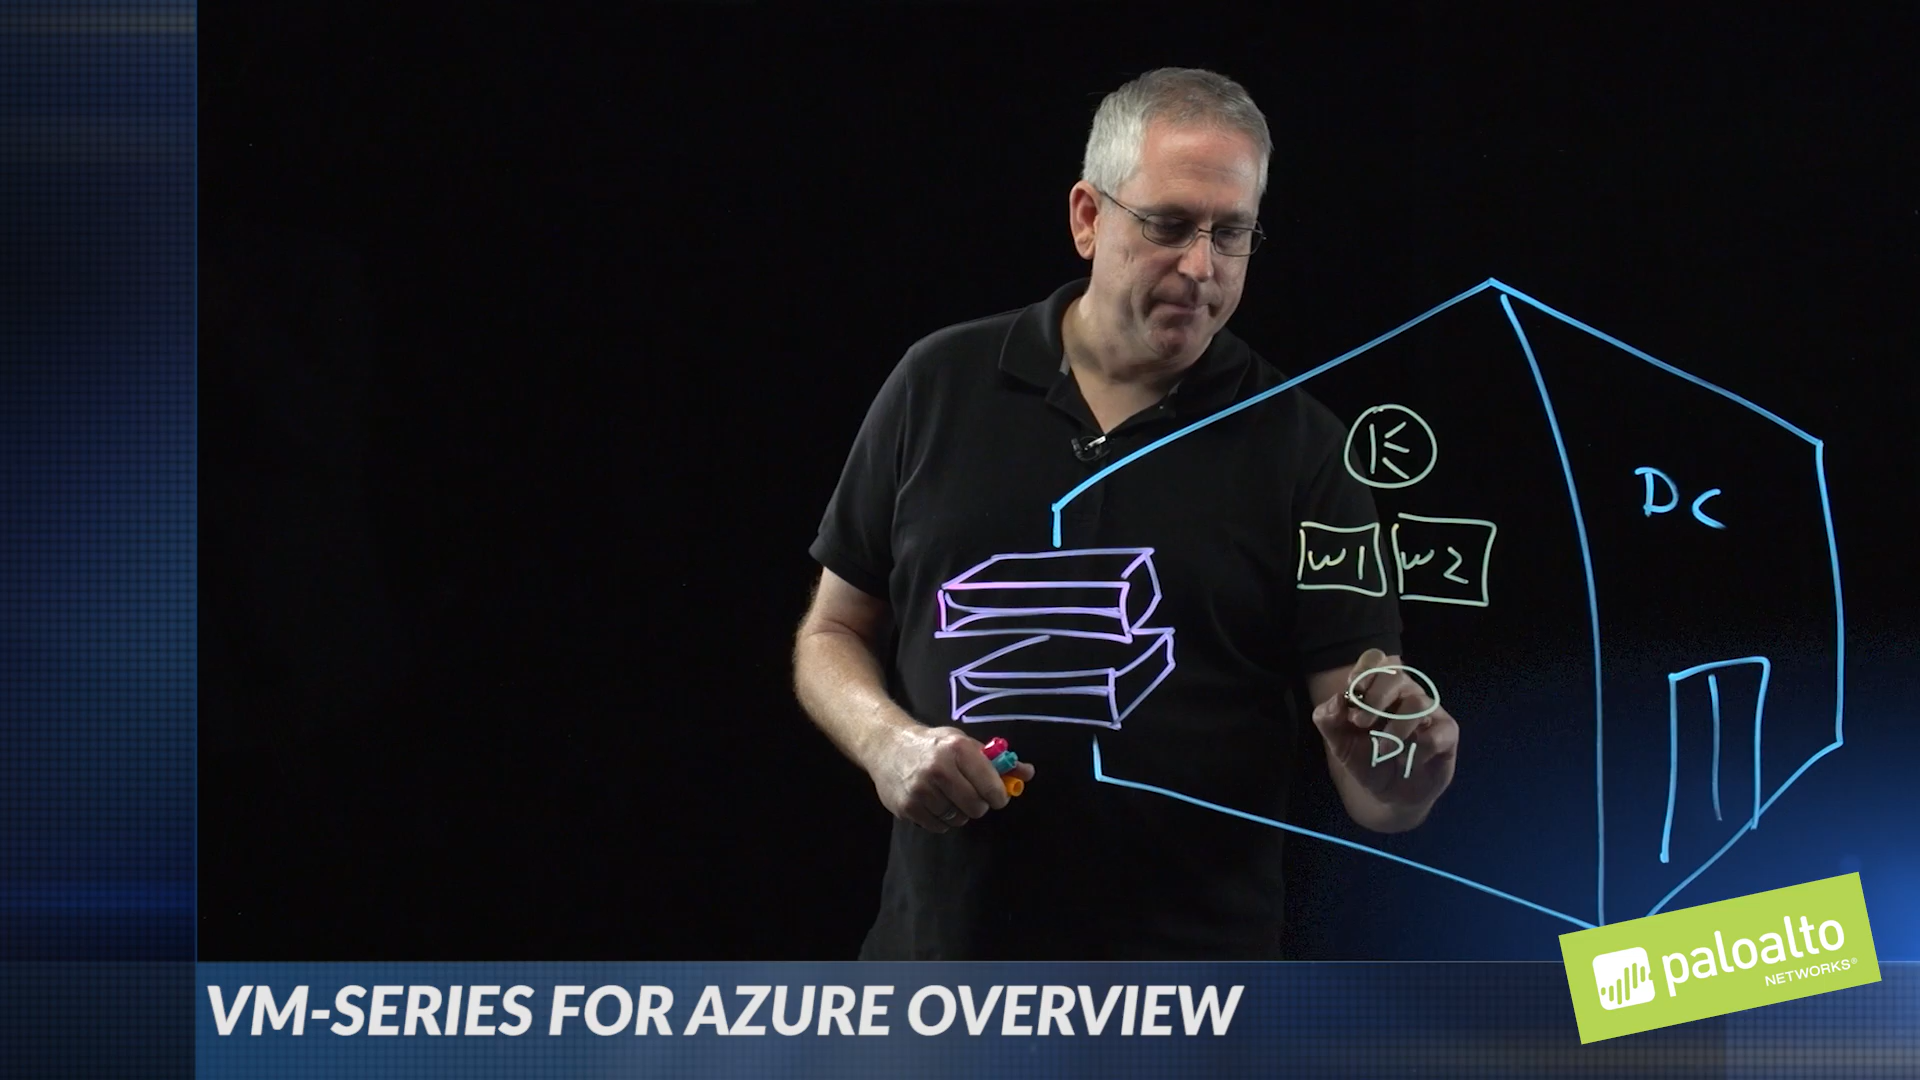 DC
W1 W2
D1
paloalto
NETWORKS®
VM-SERIES FOR AZURE OVERVIEW